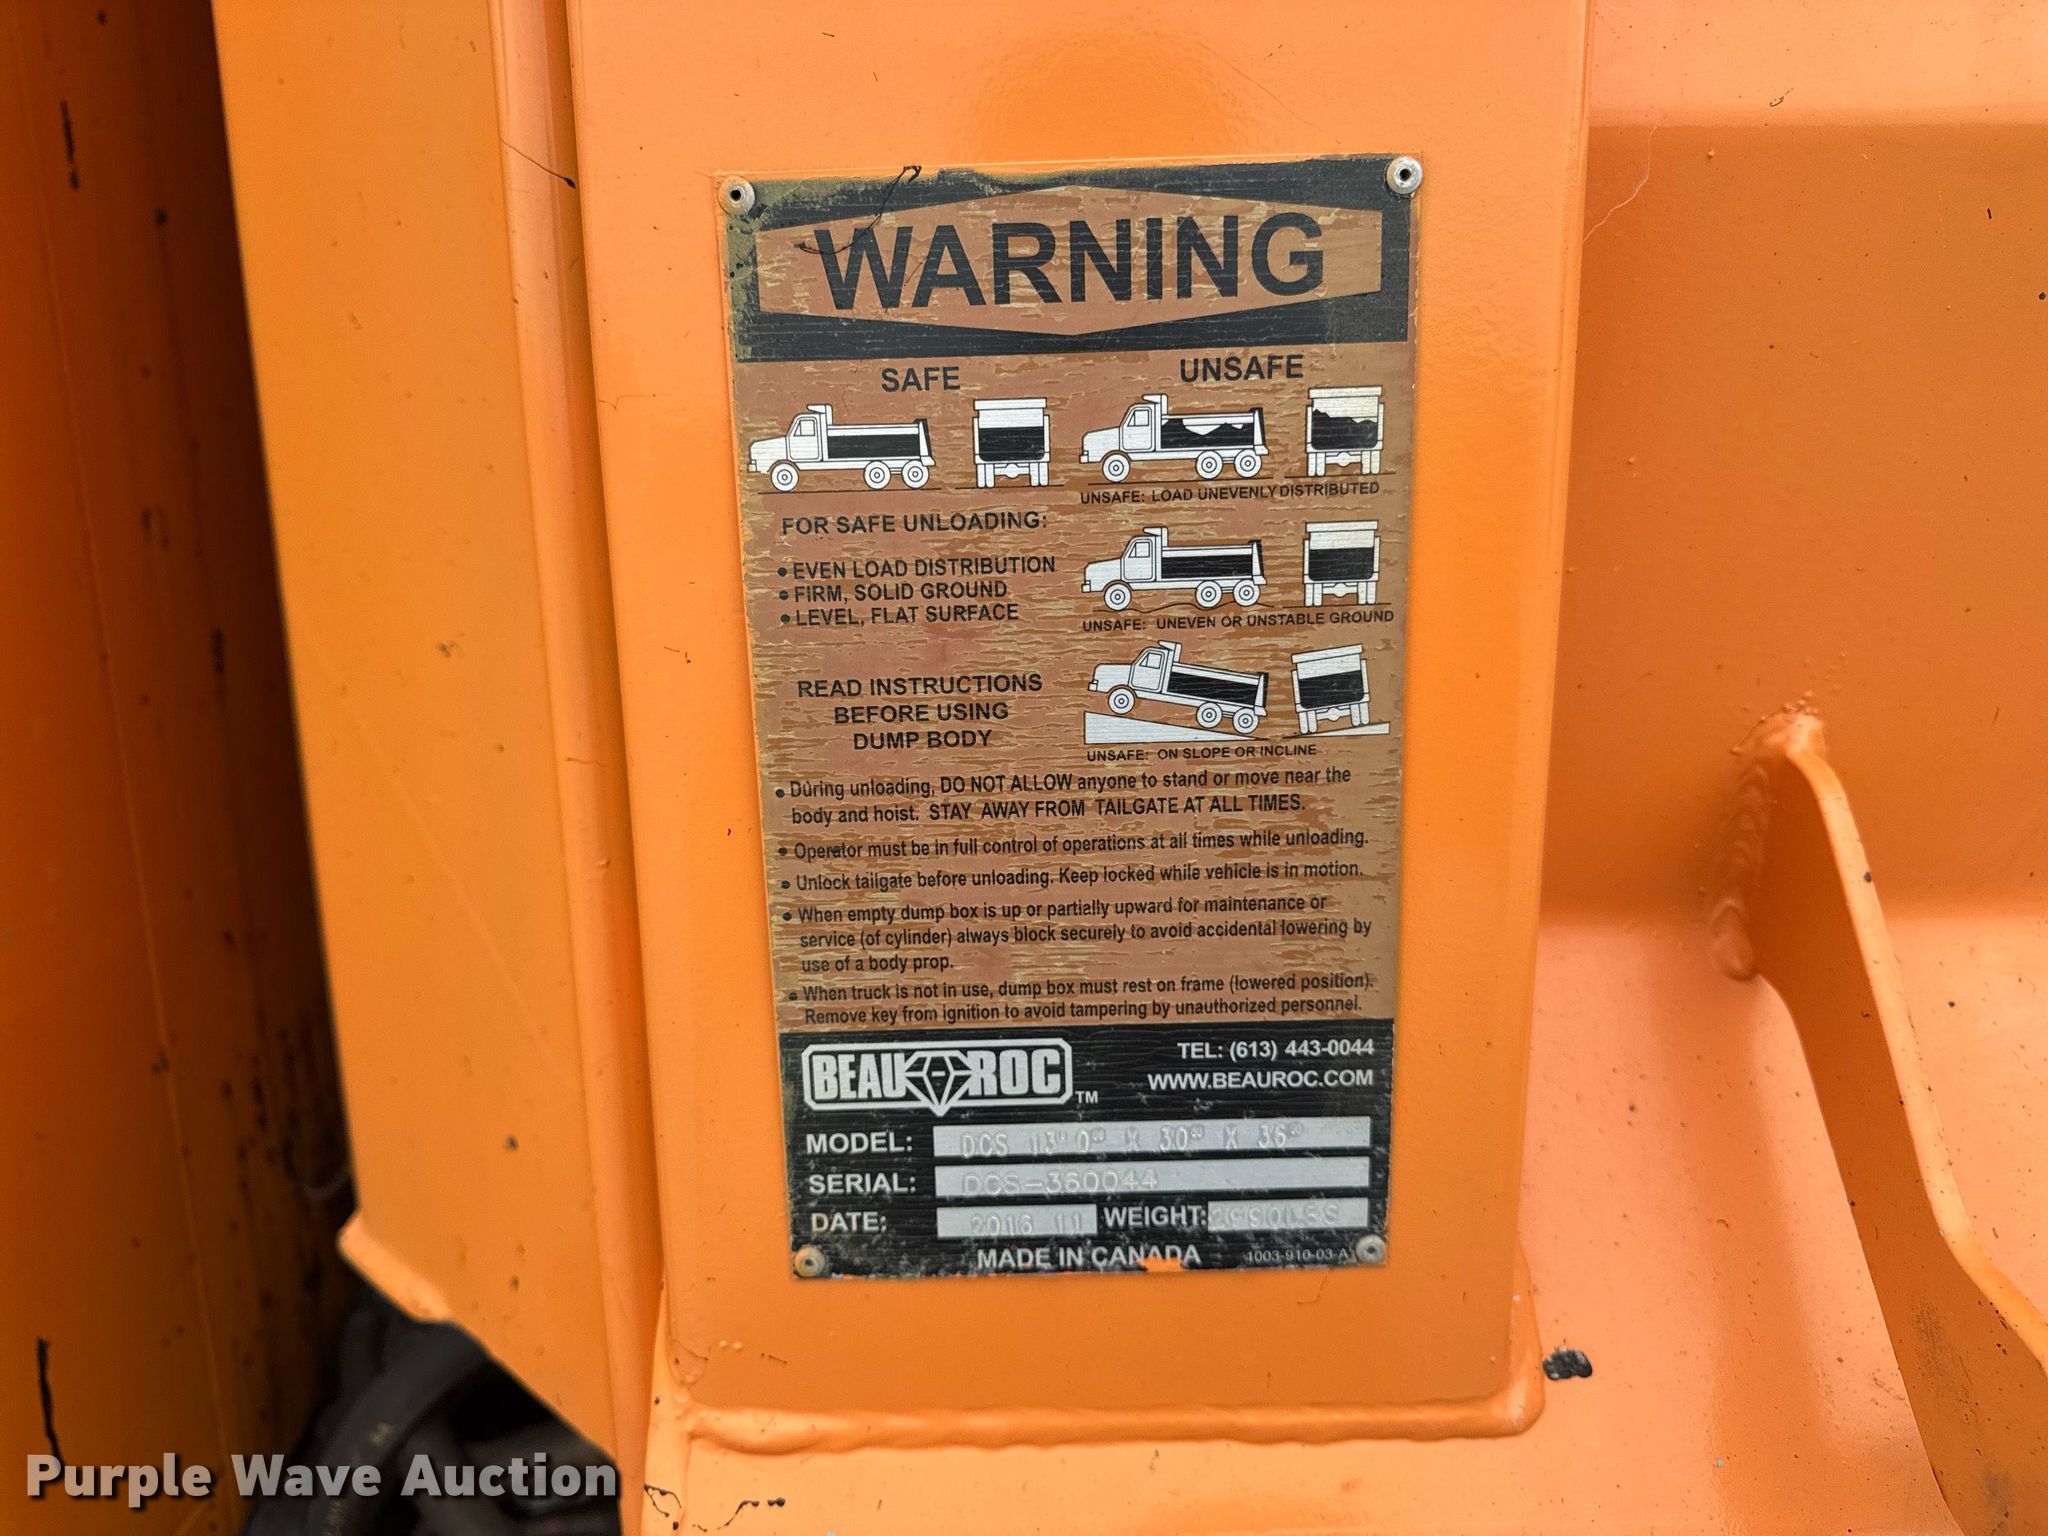 WARNING
SAFE
UNSAFE
UNSAFE: LOAD UNEVENLY DISTRIBUTED
FOR SAFE UNLOADING:
• EVEN LOAD DISTRIBUTION
• FIRM, SOLID GROUND
• LEVEL, FLAT SURFACE
UNSAFE: UNEVEN OR UNSTABLE GROUND
READ INSTRUCTIONS
BEFORE USING
DUMP BODY
UNSAFE: ON SLOPE OR INCLINE
• During unloading, DO NOT ALLOW anyone to stand or move near the
body and hoist. STAY AWAY FROM TAILGATE AT ALL TIMES.
• Operator must be in full control of operations at all times while unloading.
• Unlock tailgate before unloading. Keep locked while vehicle is in motion.
• When empty dump box is up or partially upward for maintenance or
service (of cylinder) always block securely to avoid accidental lowering by
use of a body prop.
• When truck is not in use, dump box must rest on frame (lowered position).
Remove key from ignition to avoid tampering by unauthorized personnel.
BEAU ROC TM
TEL: (613) 443-0044
WWW.BEAUROC.COM
MODEL: DCS 13" 0" X 30" X 36"
SERIAL: DCS-360044
DATE: 2016 11 WEIGHT:
MADE IN CANADA 1003-910-03-A
Purple Wave Auction